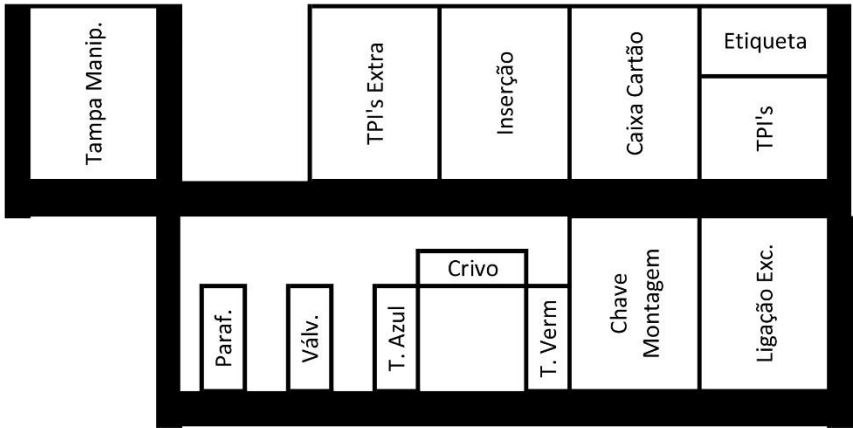 Tampa Manip.
TPI's Extra
Inserção
Caixa Cartão
Etiqueta
TPI's
Paraf.
Válv.
T. Azul
Crivo
T. Verm
Chave
Montagem
Ligação Exc.